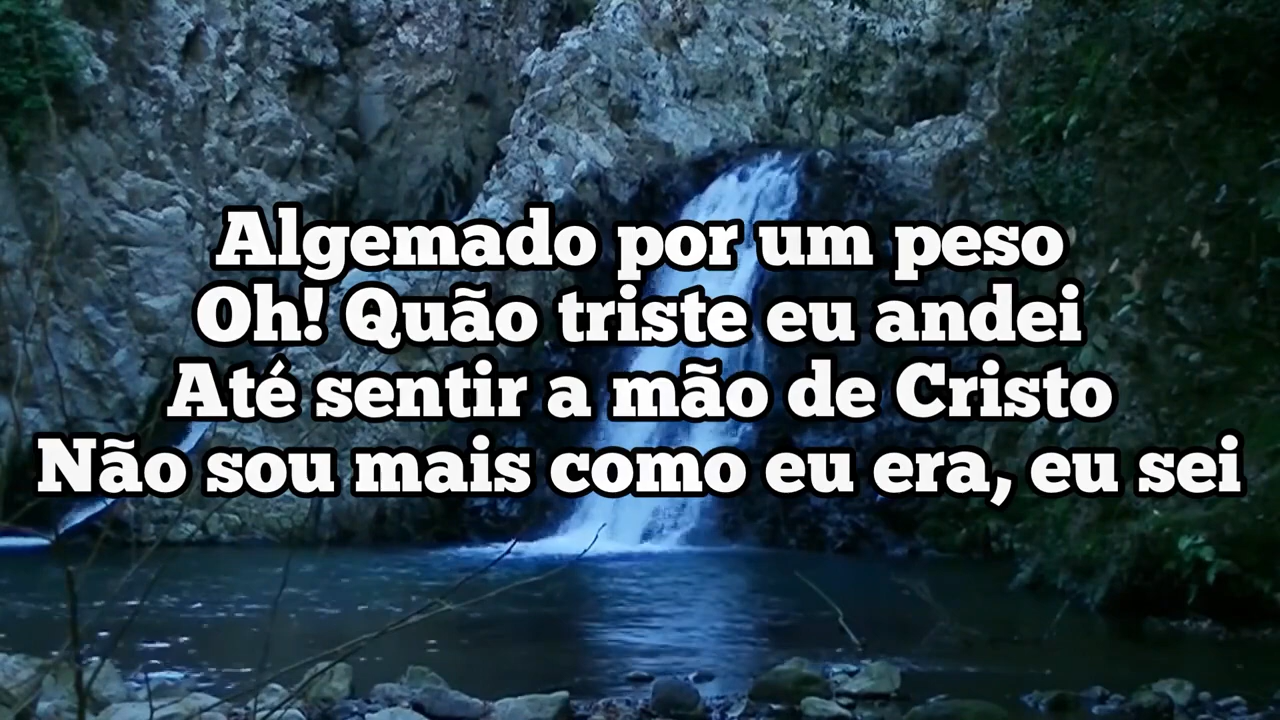 Algemado por um peso
Oh! Quão triste eu andei
Até sentir a mão de Cristo
Não sou mais como eu era, eu sei